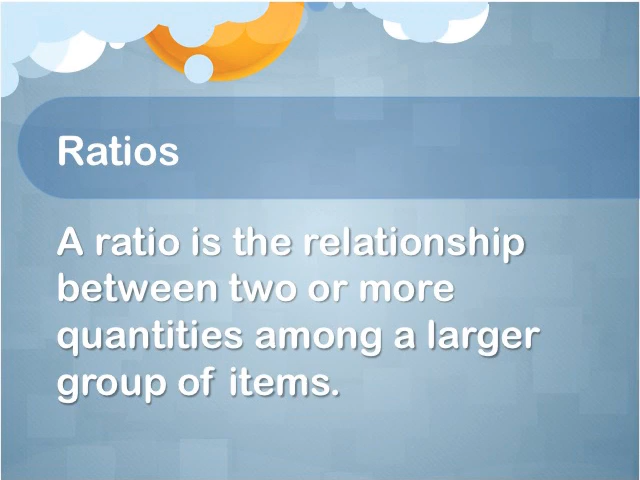 Ratios
A ratio is the relationship
between two or more
quantities among a larger
group of items.